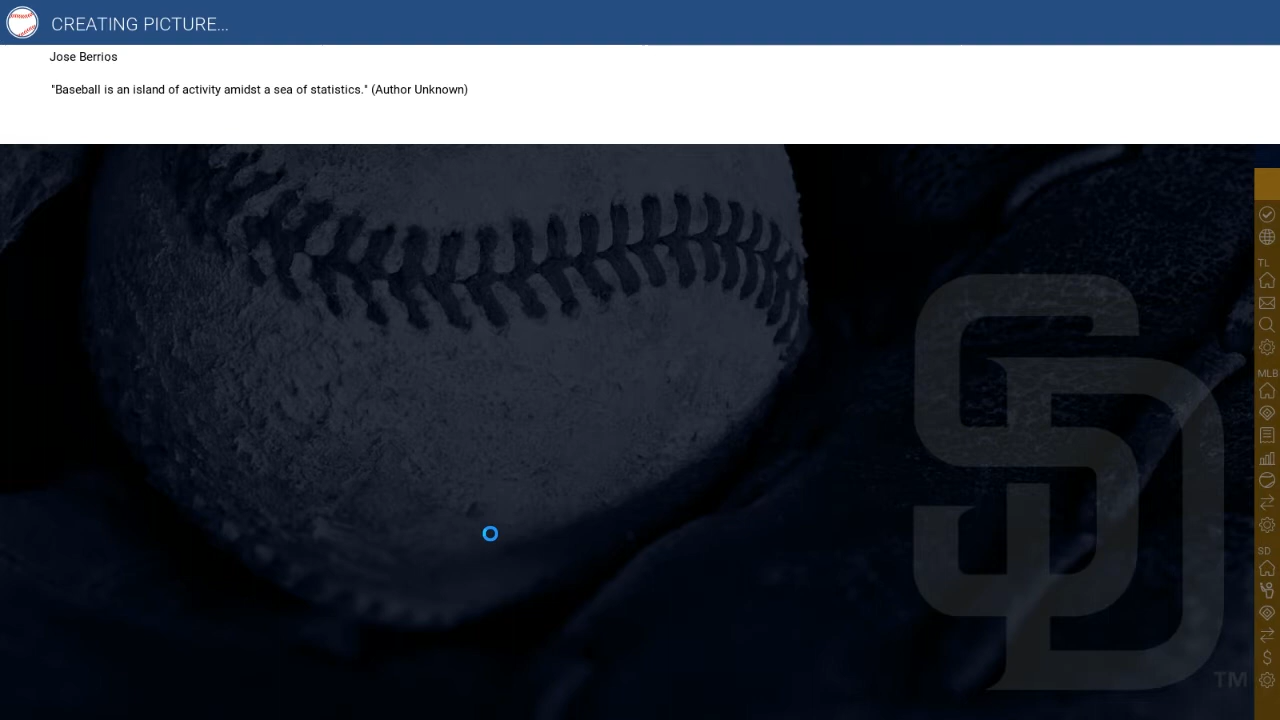 CREATING PICTURE...
Jose Berrios
"Baseball is an island of activity amidst a sea of statistics." (Author Unknown)
TL
MLB
SD
SD
TM